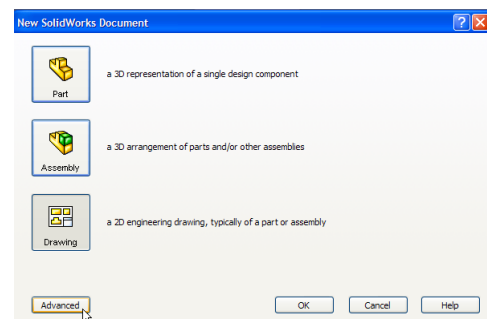 New SolidWorks Document
Part
a 3D representation of a single design component
Assembly
a 3D arrangement of parts and/or other assemblies
Drawing
a 2D engineering drawing, typically of a part or assembly
Advanced
OK
Cancel
Help